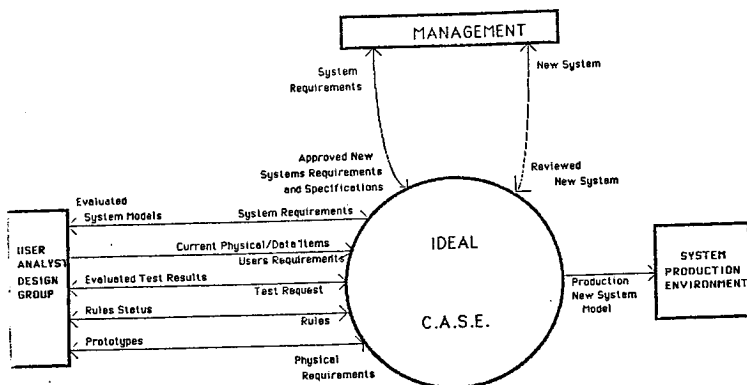 MANAGEMENT
System
Requirements
New System
Approved New
Systems Requirements
and Specifications
Reviewed
New System
Evaluated
System Models
System Requirements
Current Physical/Data Items
Users Requirements
Evaluated Test Results
Test Request
Rules Status
Rules
Prototypes
Physical
Requirements
USER
ANALYST
DESIGN
GROUP
IDEAL
C.A.S.E.
Production
New System
Model
SYSTEM
PRODUCTION
ENVIRONMENT